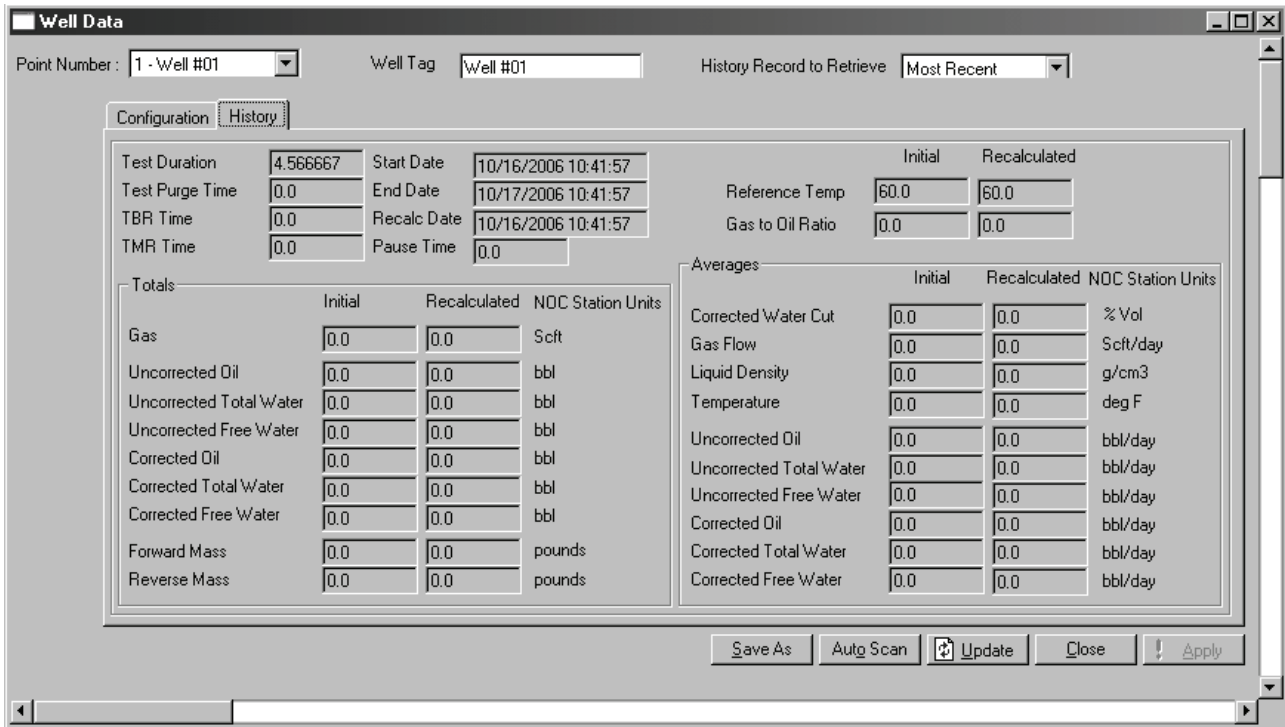 Well Data
Point Number : 1 - Well #01 Well Tag Well #01 History Record to Retrieve Most Recent
Configuration History
Test Duration 4.566667 Start Date 10/16/2006 10:41:57
Test Purge Time 0.0 End Date 10/17/2006 10:41:57
TBR Time 0.0 Recalc Date 10/16/2006 10:41:57
TMR Time 0.0 Pause Time 0.0
Initial Recalculated
Reference Temp 60.0 60.0
Gas to Oil Ratio 0.0 0.0
Totals
Initial Recalculated NOC Station Units
Gas 0.0 0.0 Scft
Uncorrected Oil 0.0 0.0 bbl
Uncorrected Total Water 0.0 0.0 bbl
Uncorrected Free Water 0.0 0.0 bbl
Corrected Oil 0.0 0.0 bbl
Corrected Total Water 0.0 0.0 bbl
Corrected Free Water 0.0 0.0 bbl
Forward Mass 0.0 0.0 pounds
Reverse Mass 0.0 0.0 pounds
Averages
Initial Recalculated NOC Station Units
Corrected Water Cut 0.0 0.0 % Vol
Gas Flow 0.0 0.0 Scft/day
Liquid Density 0.0 0.0 g/cm3
Temperature 0.0 0.0 deg F
Uncorrected Oil 0.0 0.0 bbl/day
Uncorrected Total Water 0.0 0.0 bbl/day
Uncorrected Free Water 0.0 0.0 bbl/day
Corrected Oil 0.0 0.0 bbl/day
Corrected Total Water 0.0 0.0 bbl/day
Corrected Free Water 0.0 0.0 bbl/day
Save As Auto Scan Update Close ! Apply